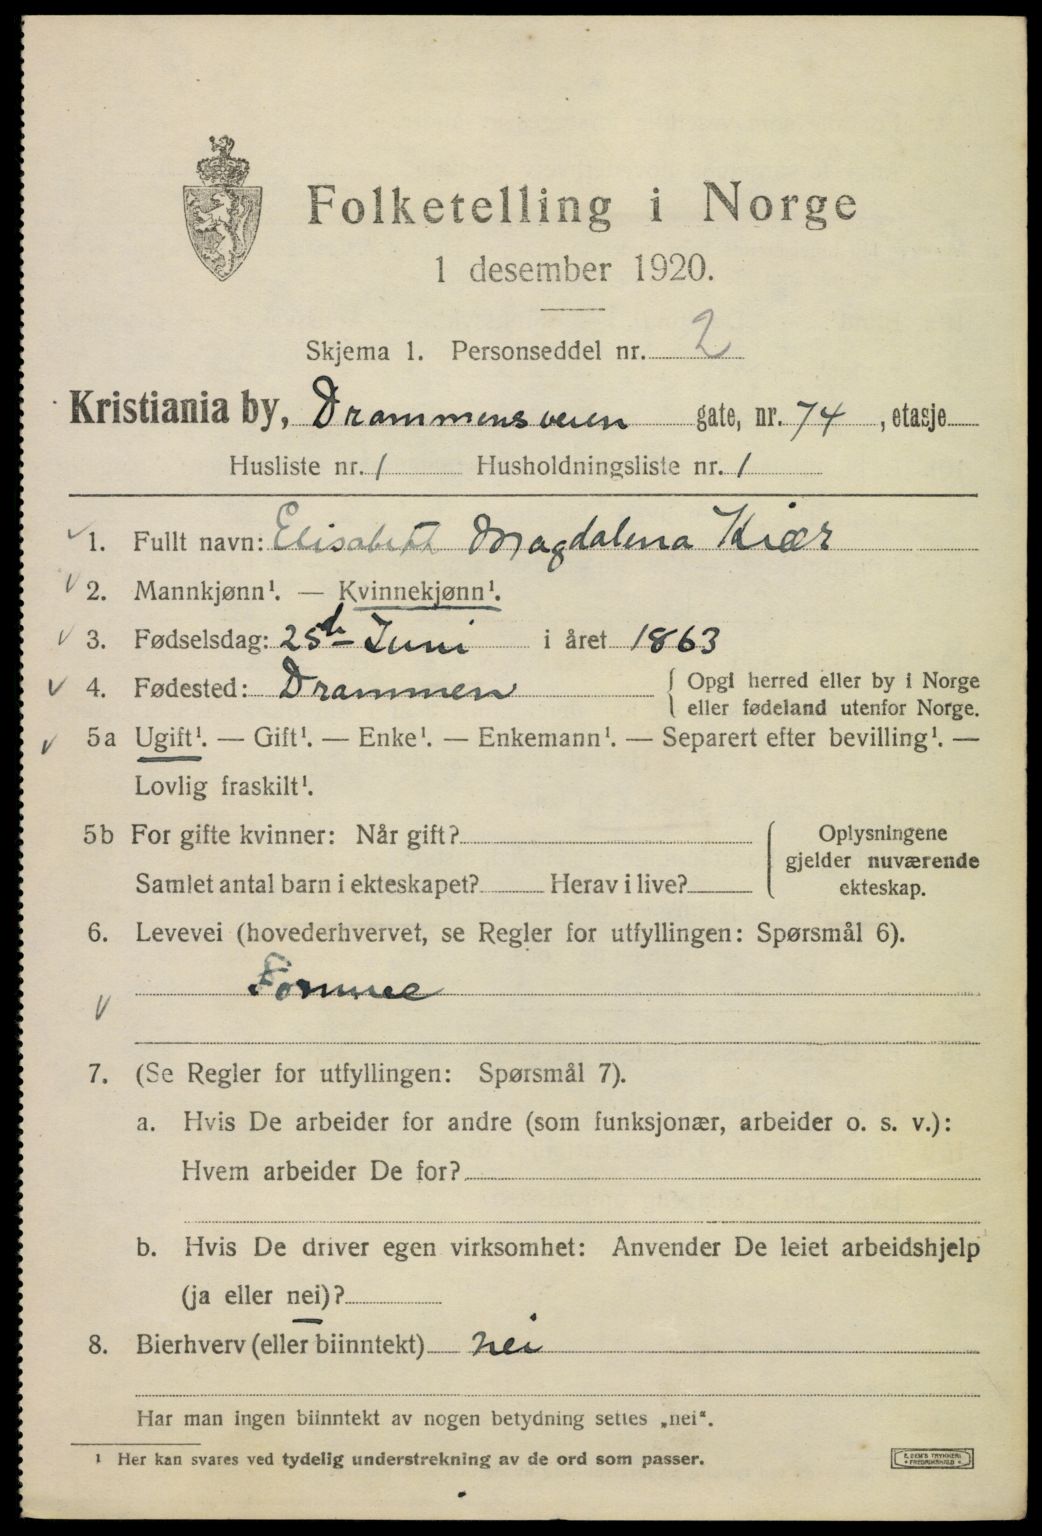 Folketelling i Norge
1 desember 1920.
Skjema 1. Personseddel nr. 2
Kristiania by, Drammensveien gate, nr. 74, etasje
Husliste nr. 1 Husholdningsliste nr. 1
1. Fullt navn: Elisabeth Magdalena Kiær
2. Mannkjønn¹. — Kvinnekjønn¹.
3. Fødselsdag: 25de Juni i året 1863
4. Fødested: Drammen { Opgi herred eller by i Norge
eller fødeland utenfor Norge.
5a Ugift¹. — Gift¹. — Enke¹. — Enkemann¹. — Separert efter bevilling¹. —
Lovlig fraskilt¹.
5b For gifte kvinner: Når gift? { Oplysningene
gjelder nuværende
Samlet antal barn i ekteskapet? Herav i live? ekteskap.
6. Levevei (hovederhvervet, se Regler for utfyllingen: Spørsmål 6).
Formue
7. (Se Regler for utfyllingen: Spørsmål 7).
a. Hvis De arbeider for andre (som funksjonær, arbeider o. s. v.):
Hvem arbeider De for?
b. Hvis De driver egen virksomhet: Anvender De leiet arbeidshjelp
(ja eller nei)?
8. Bierhverv (eller biinntekt) nei
Har man ingen biinntekt av nogen betydning settes „nei“.
¹ Her kan svares ved tydelig understrekning av de ord som passer.